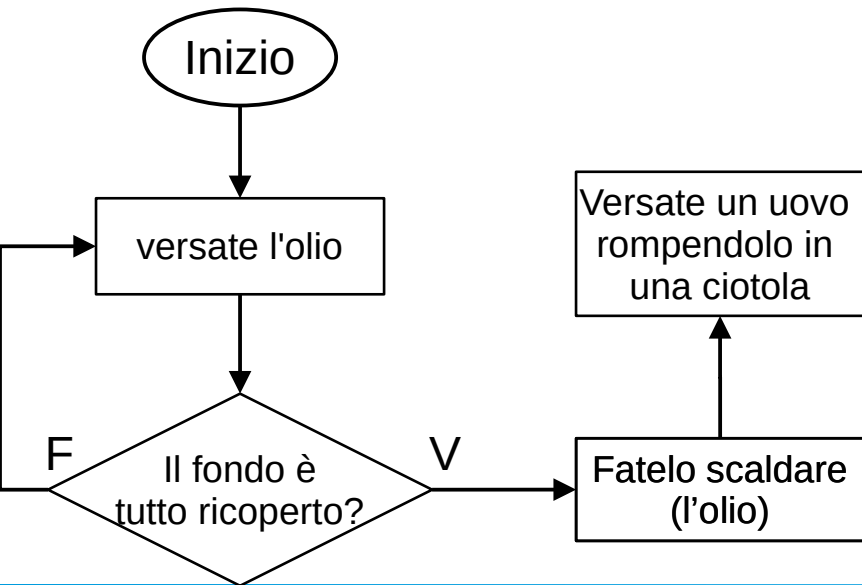 Inizio
versate l'olio
Il fondo è
tutto ricoperto?
F
V
Fatelo scaldare
(l’olio)
Versate un uovo
rompendolo in
una ciotola